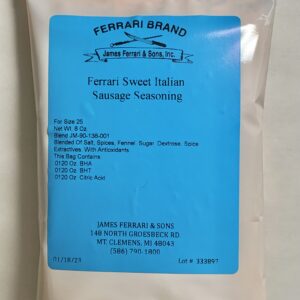 FERRARI BRAND
James Ferrari & Sons, Inc.
Ferrari Sweet Italian
Sausage Seasoning
For Size 25
Net Wt. 8 Oz.
Blend JM-90-136-001
Blended Of Salt, Spices, Fennel, Sugar, Dextrose, Spice
Extractives, With Antioxidants
This Bag Contains
.0120 Oz. BHA
.0120 Oz. BHT
.0120 Oz. Citric Acid
JAMES FERRARI & SONS
148 NORTH GROESBECK RD.
MT. CLEMENS, MI 48043
(586) 790-1800
01/18/23
Lot # 333897